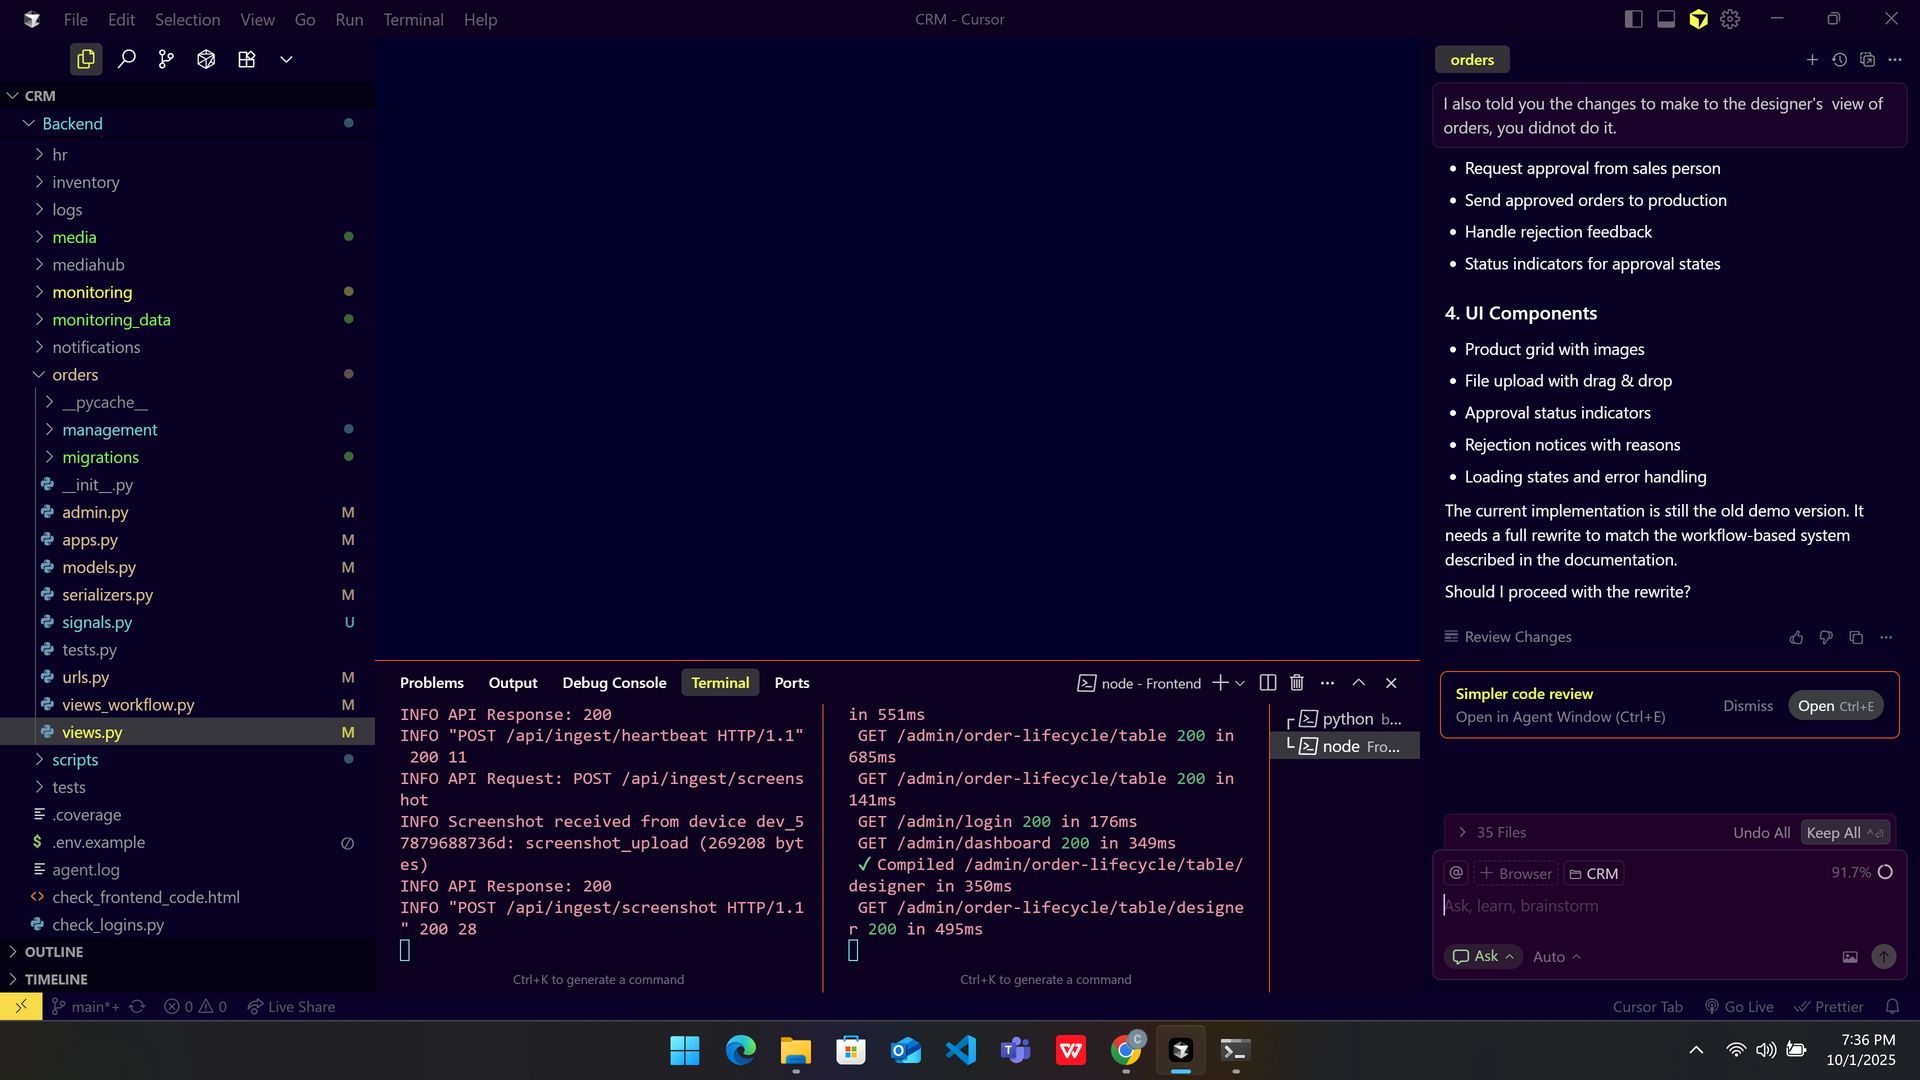 File Edit Selection View Go Run Terminal Help
CRM - Cursor
CRM
Backend
hr
inventory
logs
media
mediahub
monitoring
monitoring_data
notifications
orders
__pycache__
management
migrations
__init__.py
admin.py M
apps.py M
models.py M
serializers.py M
signals.py U
tests.py
urls.py M
views_workflow.py M
views.py M
scripts
tests
.coverage
.env.example
agent.log
check_frontend_code.html
check_logins.py
OUTLINE
TIMELINE
Problems Output Debug Console Terminal Ports
node - Frontend
INFO API Response: 200
INFO "POST /api/ingest/heartbeat HTTP/1.1"
200 11
INFO API Request: POST /api/ingest/screens
hot
INFO Screenshot received from device dev_5
7879688736d: screenshot_upload (269208 byt
es)
INFO API Response: 200
INFO "POST /api/ingest/screenshot HTTP/1.1
" 200 28
Ctrl+K to generate a command
in 551ms
GET /admin/order-lifecycle/table 200 in
685ms
GET /admin/order-lifecycle/table 200 in
141ms
GET /admin/login 200 in 176ms
GET /admin/dashboard 200 in 349ms
✓ Compiled /admin/order-lifecycle/table/
designer in 350ms
GET /admin/order-lifecycle/table/designe
r 200 in 495ms
Ctrl+K to generate a command
python b...
node Fro...
orders
I also told you the changes to make to the designer's view of
orders, you didnot do it.
• Request approval from sales person
• Send approved orders to production
• Handle rejection feedback
• Status indicators for approval states
4. UI Components
• Product grid with images
• File upload with drag & drop
• Approval status indicators
• Rejection notices with reasons
• Loading states and error handling
The current implementation is still the old demo version. It
needs a full rewrite to match the workflow-based system
described in the documentation.
Should I proceed with the rewrite?
Review Changes
Simpler code review
Open in Agent Window (Ctrl+E)
Dismiss
Open Ctrl+E
35 Files
Undo All
Keep All
@ + Browser CRM
91.7%
Ask, learn, brainstorm
Ask Auto
main*+ 0 0 Live Share
Cursor Tab Go Live Prettier
7:36 PM
10/1/2025